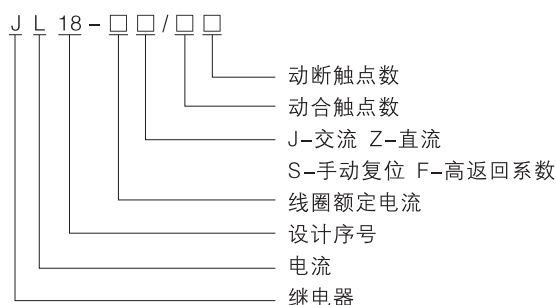 JL18-□□/□□
动断触点数
动合触点数
J-交流 Z-直流
S-手动复位 F-高返回系数
线圈额定电流
设计序号
电流
继电器